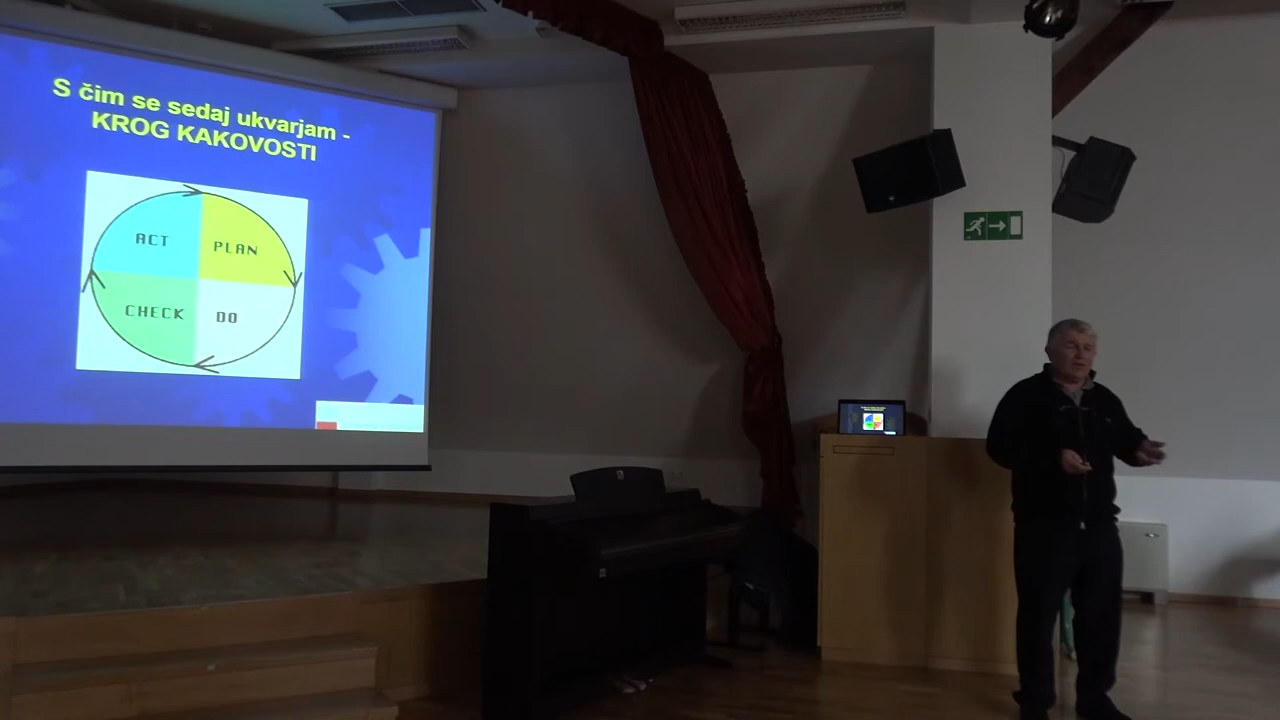 S čim se sedaj ukvarjam -
KROG KAKOVOSTI
ACT
PLAN
CHECK
DO